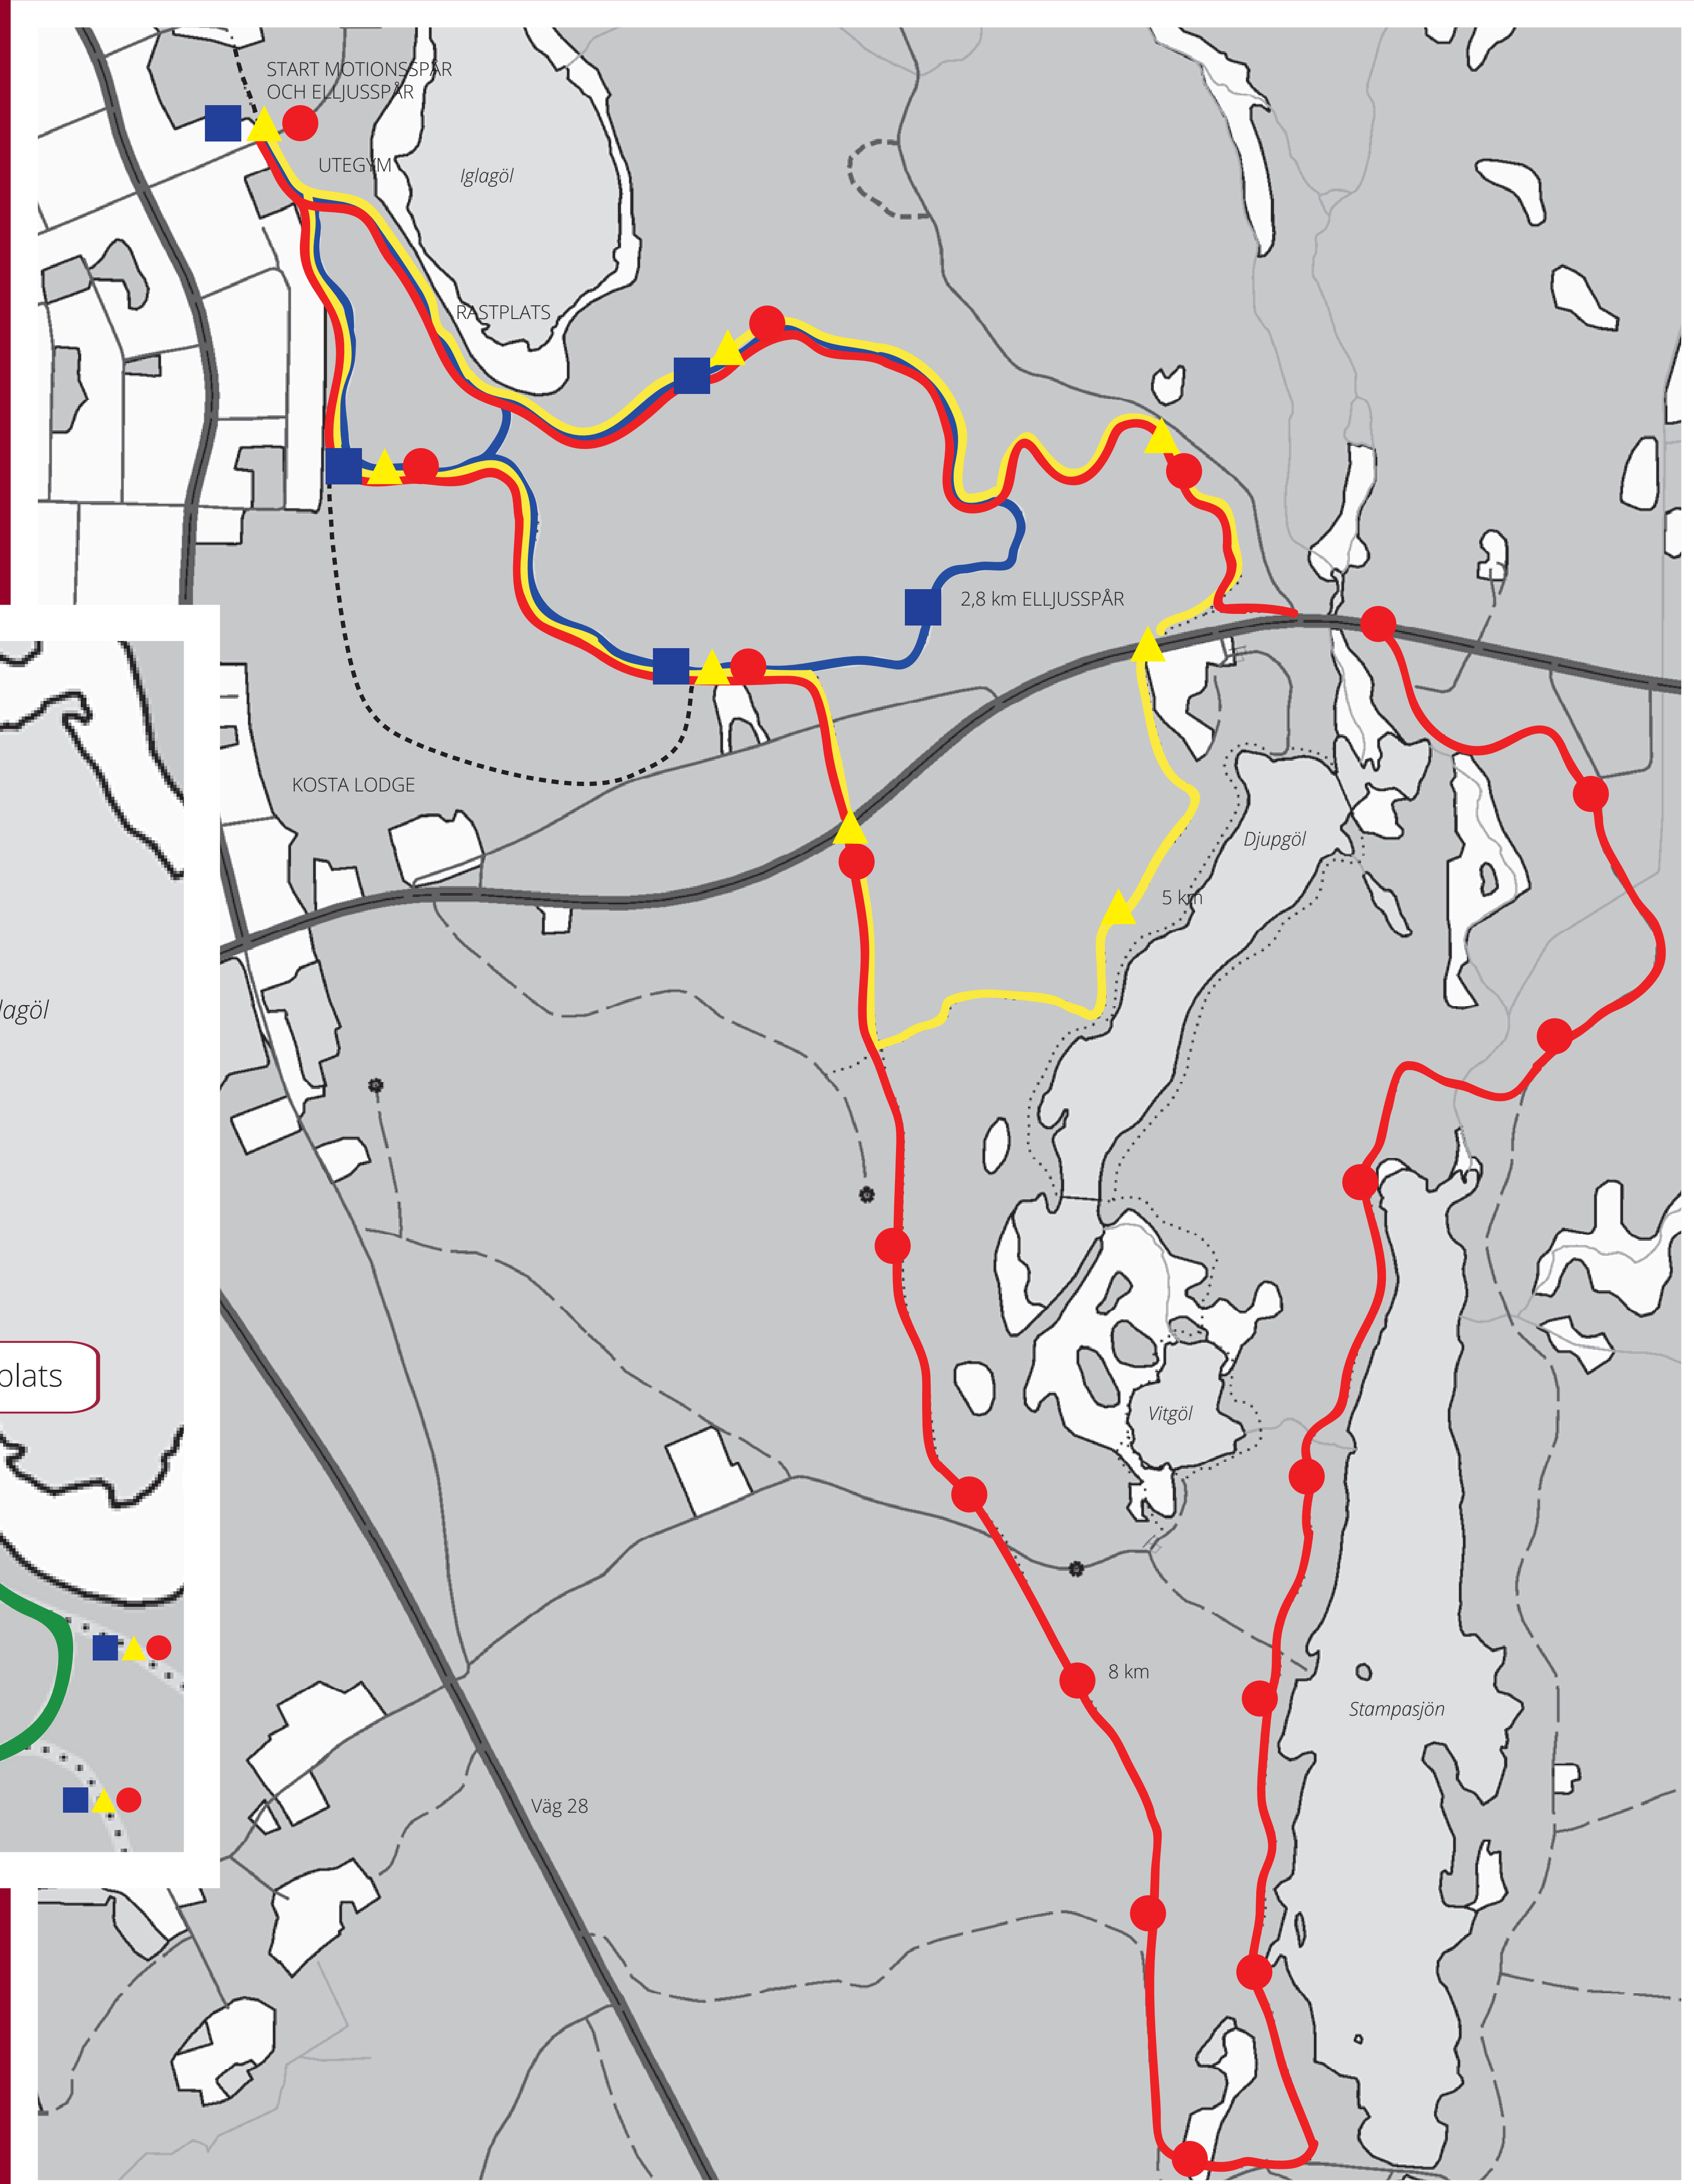 START MOTIONSSPÅR
OCH ELLJUSSPÅR
UTEGYM
Iglagöl
RASTPLATS
2,8 km ELLJUSSPÅR
KOSTA LODGE
Djupgöl
5 km
lagöl
plats
Vitgöl
8 km
Stampasjön
Väg 28